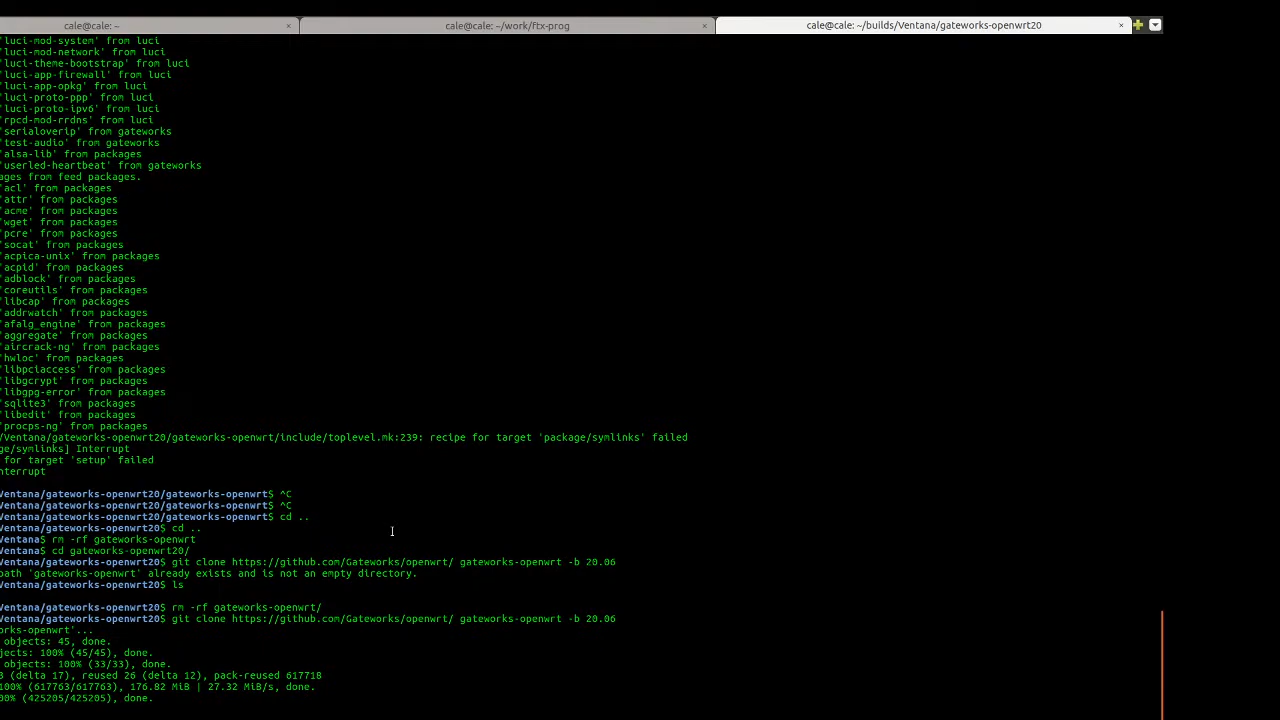 cale@cale: ~
cale@cale: ~/work/Ftx-prog
cale@cale: ~/builds/Ventana/gateworks-openwrt20
'luci-mod-system' from luci
'luci-mod-network' from luci
'luci-theme-bootstrap' from luci
'luci-app-firewall' from luci
'luci-app-opkg' from luci
'luci-proto-ppp' from luci
'luci-proto-ipv6' from luci
'rpcd-mod-rrdns' from luci
'serialoverip' from gateworks
'test-audio' from gateworks
'alsa-lib' from packages
'userled-heartbeat' from gateworks
ages from feed packages.
'acl' from packages
'attr' from packages
'acme' from packages
'wget' from packages
'pcre' from packages
'socat' from packages
'acpica-unix' from packages
'acpid' from packages
'adblock' from packages
'coreutils' from packages
'libcap' from packages
'addrwatch' from packages
'afalg_engine' from packages
'aggregate' from packages
'aircrack-ng' from packages
'hwloc' from packages
'libpciaccess' from packages
'libgcrypt' from packages
'libgpg-error' from packages
'sqlite3' from packages
'libedit' from packages
'procps-ng' from packages
/Ventana/gateworks-openwrt20/gateworks-openwrt/include/toplevel.mk:239: recipe for target 'package/symlinks' failed
ge/symlinks] Interrupt
for target 'setup' failed
nterrupt
Ventana/gateworks-openwrt20/gateworks-openwrt$ ^C
Ventana/gateworks-openwrt20/gateworks-openwrt$ ^C
Ventana/gateworks-openwrt20/gateworks-openwrt$ cd ..
Ventana/gateworks-openwrt20$ cd ..
Ventana$ rm -rf gateworks-openwrt
Ventana$ cd gateworks-openwrt20/
Ventana/gateworks-openwrt20$ git clone https://github.com/Gateworks/openwrt/ gateworks-openwrt -b 20.06
path 'gateworks-openwrt' already exists and is not an empty directory.
Ventana/gateworks-openwrt20$ ls
Ventana/gateworks-openwrt20$ rm -rf gateworks-openwrt/
Ventana/gateworks-openwrt20$ git clone https://github.com/Gateworks/openwrt/ gateworks-openwrt -b 20.06
orks-openwrt'...
objects: 45, done.
jects: 100% (45/45), done.
objects: 100% (33/33), done.
3 (delta 17), reused 26 (delta 12), pack-reused 617718
100% (617763/617763), 176.82 MiB | 27.32 MiB/s, done.
00% (425205/425205), done.